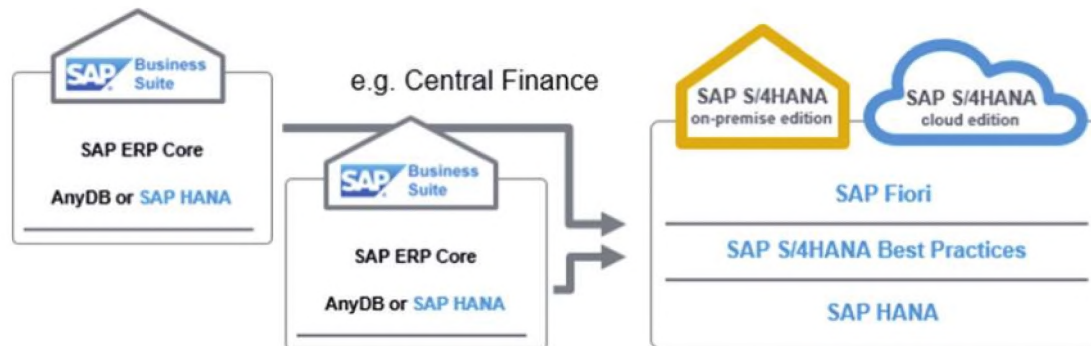 SAP Business
Suite
SAP ERP Core
AnyDB or SAP HANA
e.g. Central Finance
SAP Business
Suite
SAP ERP Core
AnyDB or SAP HANA
SAP S/4HANA
on-premise edition
SAP S/4HANA
cloud edition
SAP Fiori
SAP S/4HANA Best Practices
SAP HANA